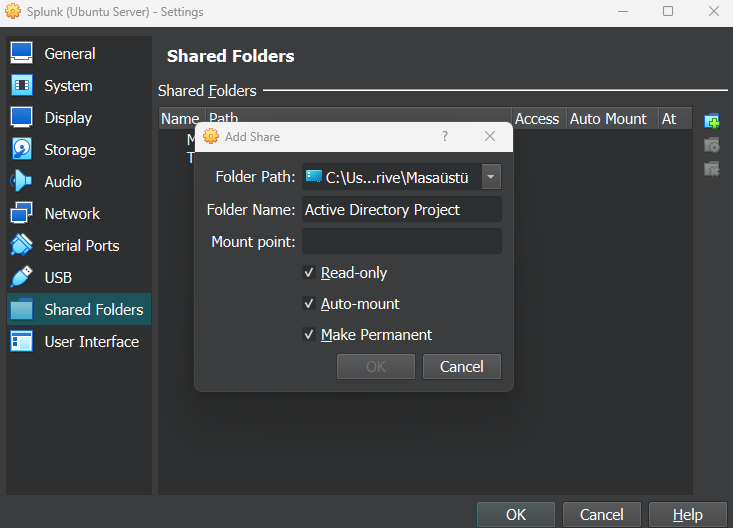 Splunk (Ubuntu Server) - Settings
General
System
Display
Storage
Audio
Network
Serial Ports
USB
Shared Folders
User Interface
Shared Folders
Shared Folders
Name Path Access Auto Mount At
M
T
Add Share
?
Folder Path: C:\Us...rive\Masaüstü
Folder Name: Active Directory Project
Mount point:
Read-only
Auto-mount
Make Permanent
OK Cancel
OK Cancel Help